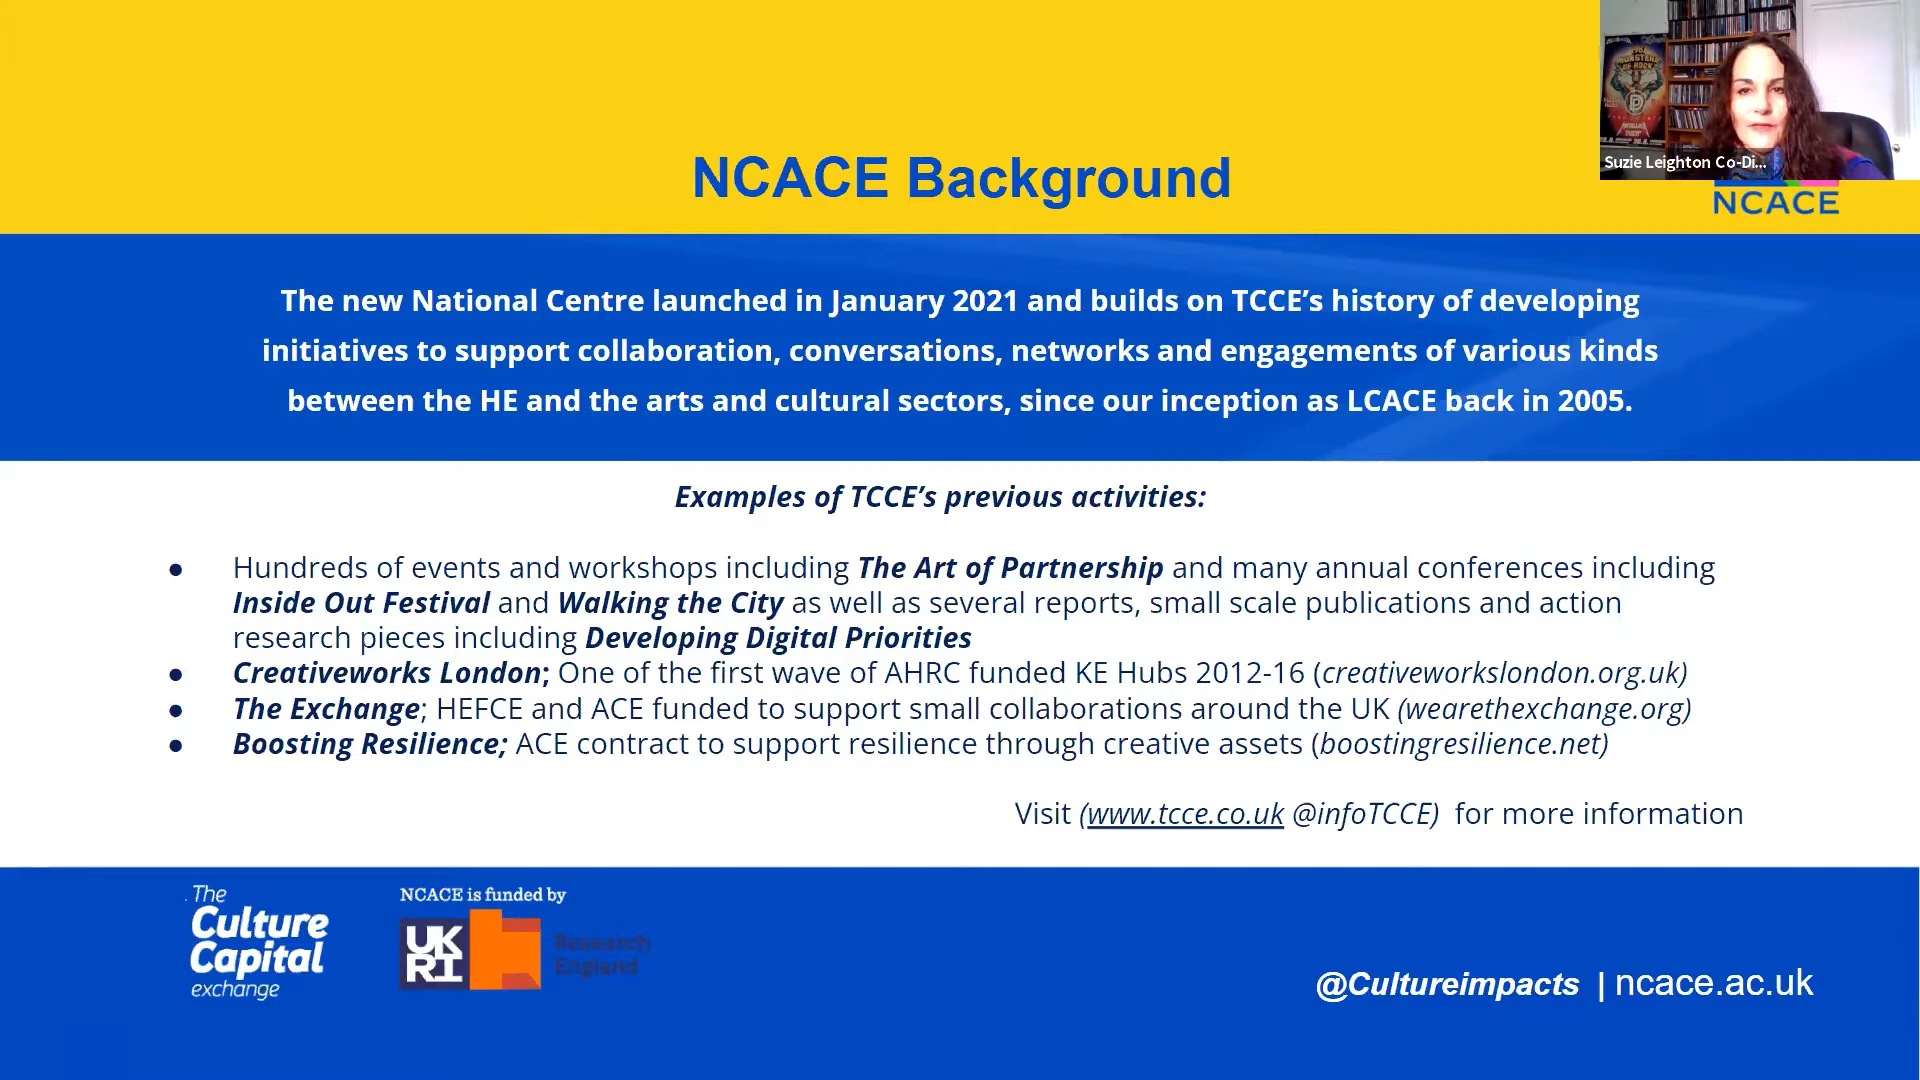 MONSTERS
OF ROCK
Suzie Leighton Co-Di...
NCACE
NCACE Background
The new National Centre launched in January 2021 and builds on TCCE’s history of developing
initiatives to support collaboration, conversations, networks and engagements of various kinds
between the HE and the arts and cultural sectors, since our inception as LCACE back in 2005.
Examples of TCCE’s previous activities:
● Hundreds of events and workshops including The Art of Partnership and many annual conferences including
Inside Out Festival and Walking the City as well as several reports, small scale publications and action
research pieces including Developing Digital Priorities
● Creativeworks London; One of the first wave of AHRC funded KE Hubs 2012-16 (creativeworkslondon.org.uk)
● The Exchange; HEFCE and ACE funded to support small collaborations around the UK (wearethexchange.org)
● Boosting Resilience; ACE contract to support resilience through creative assets (boostingresilience.net)
Visit (www.tcce.co.uk @infoTCCE) for more information
The
Culture
Capital
exchange
NCACE is funded by
UK
RI
Research
England
@Cultureimpacts | ncace.ac.uk